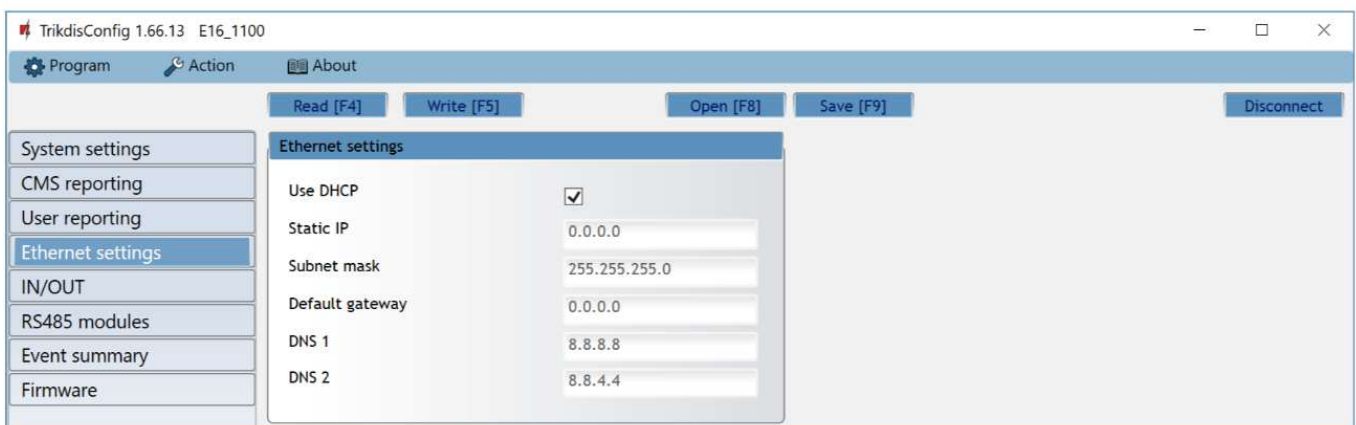 TrikdisConfig 1.66.13 E16_1100
Program Action About
Read [F4] Write [F5] Open [F8] Save [F9] Disconnect
System settings
CMS reporting
User reporting
Ethernet settings
IN/OUT
RS485 modules
Event summary
Firmware
Ethernet settings
Use DHCP
Static IP 0.0.0.0
Subnet mask 255.255.255.0
Default gateway 0.0.0.0
DNS 1 8.8.8.8
DNS 2 8.8.4.4